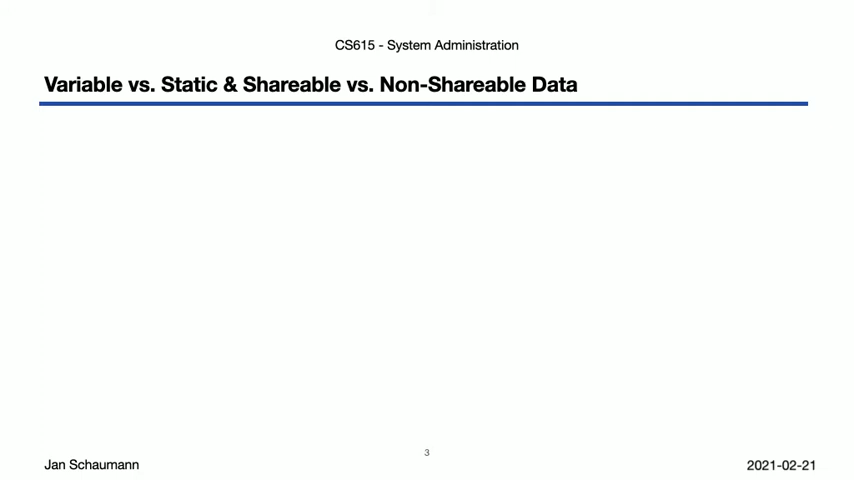 CS615 - System Administration
Variable vs. Static & Shareable vs. Non-Shareable Data
3
Jan Schaumann
2021-02-21